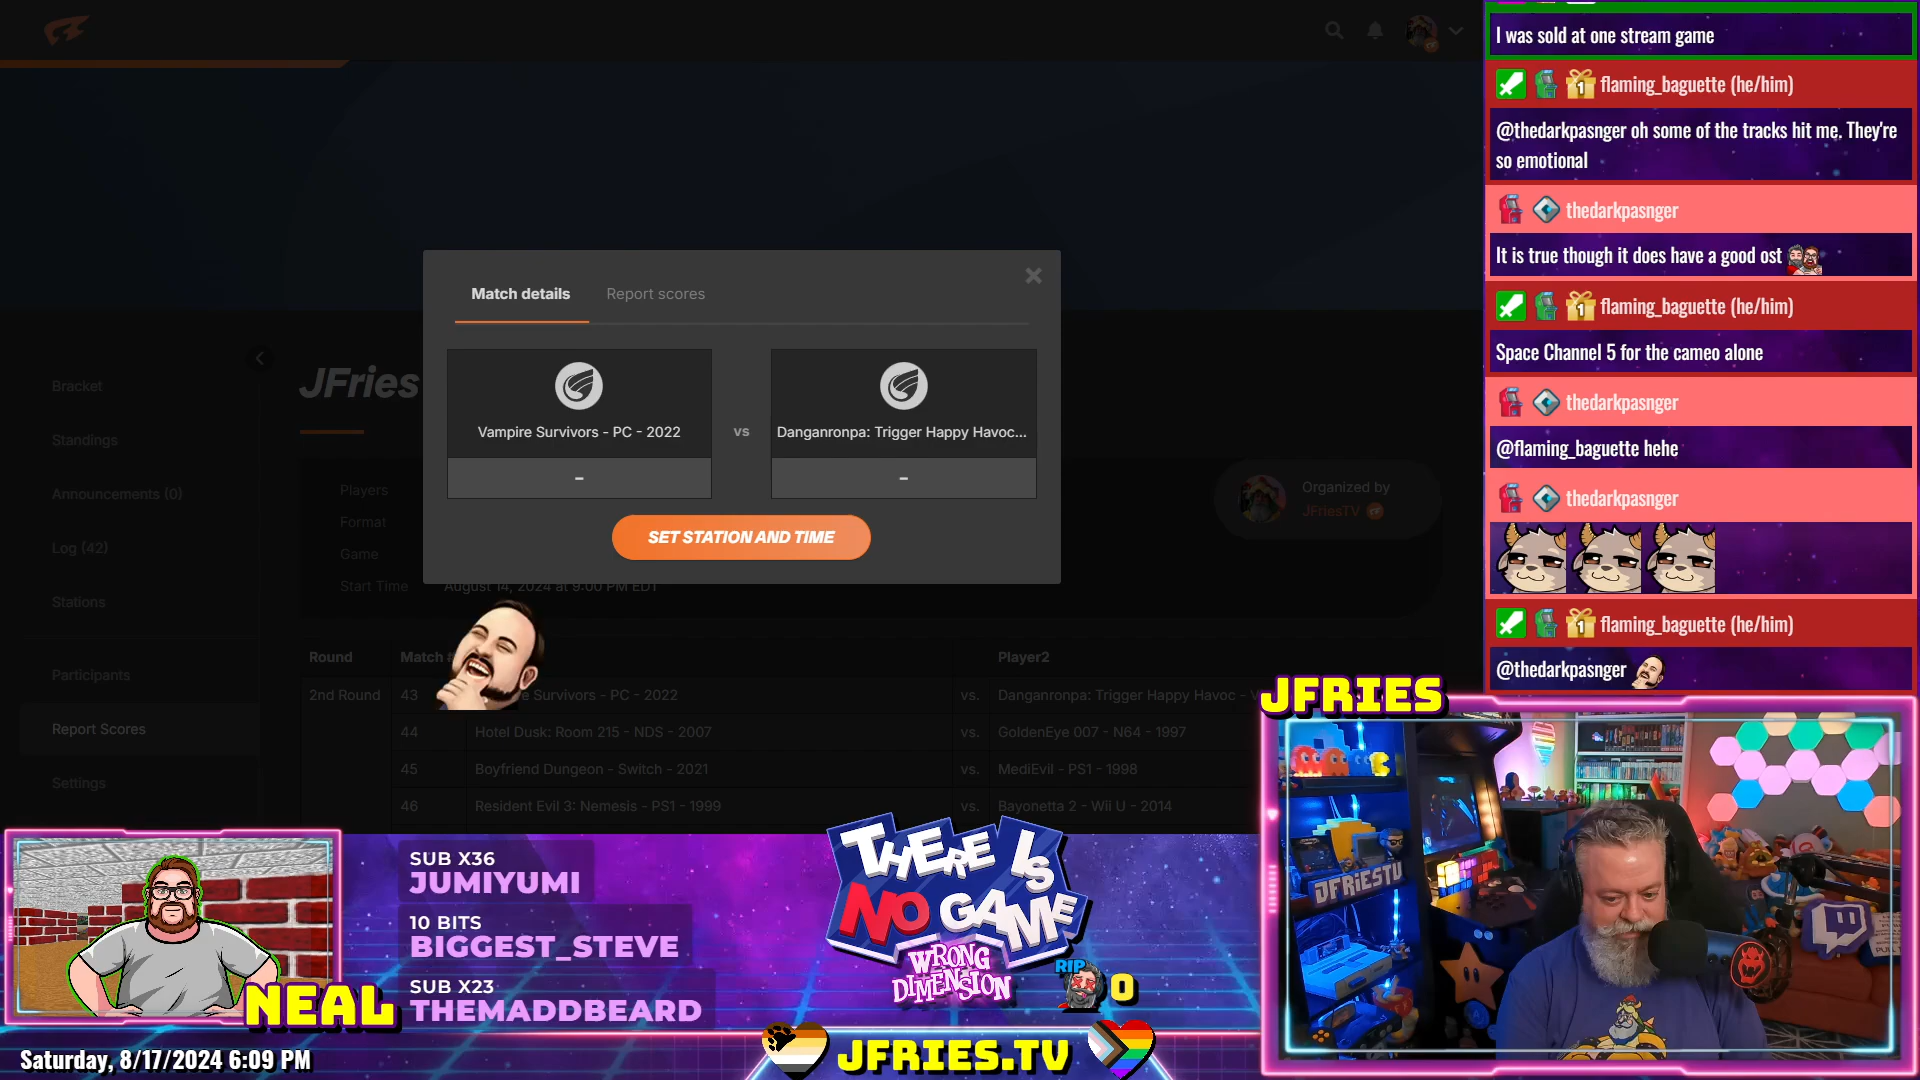 JFries
Bracket
Standings
Announcements (0)
Log (42)
Stations
Participants
Report Scores
Settings
Players
Format
Game
Start Time
August 14, 2024 at 9:00 PM EDT
Organized by
JFriesTV
Match details
Report scores
Vampire Survivors - PC - 2022
vs
Danganronpa: Trigger Happy Havoc...
-
-
SET STATION AND TIME
Round
Match
Player2
2nd Round
43
e Survivors - PC - 2022
vs.
Danganronpa: Trigger Happy Havoc - V
44
Hotel Dusk: Room 215 - NDS - 2007
vs.
GoldenEye 007 - N64 - 1997
45
Boyfriend Dungeon - Switch - 2021
vs.
MediEvil - PS1 - 1998
46
Resident Evil 3: Nemesis - PS1 - 1999
vs.
Bayonetta 2 - Wii U - 2014
I was sold at one stream game
1 flaming_baguette (he/him)
@thedarkpasnger oh some of the tracks hit me. They're
so emotional
thedarkpasnger
It is true though it does have a good ost
1 flaming_baguette (he/him)
Space Channel 5 for the cameo alone
thedarkpasnger
@flaming_baguette hehe
thedarkpasnger
1 flaming_baguette (he/him)
@thedarkpasnger
JFRIES
JFRIESTV
NEAL
SUB X36
JUMIYUMI
10 BITS
BIGGEST_STEVE
SUB X23
THEMADDBEARD
THERE IS
NO GAME
WRONG
DIMENSION
RIP
0
JFRIES.TV
Saturday, 8/17/2024 6:09 PM